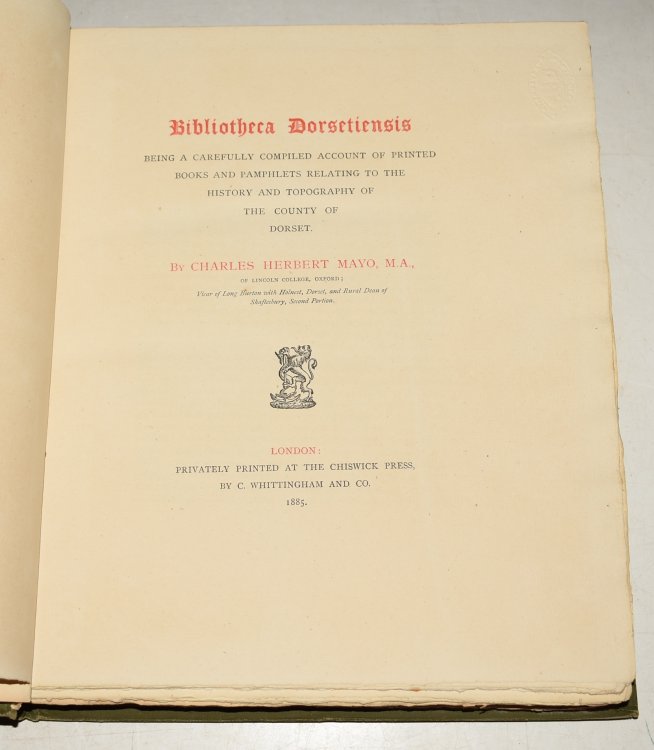 Bibliotheca Dorsetiensis
BEING A CAREFULLY COMPILED ACCOUNT OF PRINTED
BOOKS AND PAMPHLETS RELATING TO THE
HISTORY AND TOPOGRAPHY OF
THE COUNTY OF
DORSET.
BY CHARLES HERBERT MAYO, M.A.,
OF LINCOLN COLLEGE, OXFORD;
Vicar of Long Burton with Holnest, Dorset, and Rural Dean of
Shaftesbury, Second Portion.
LONDON:
PRIVATELY PRINTED AT THE CHISWICK PRESS,
BY C. WHITTINGHAM AND CO.
1885.